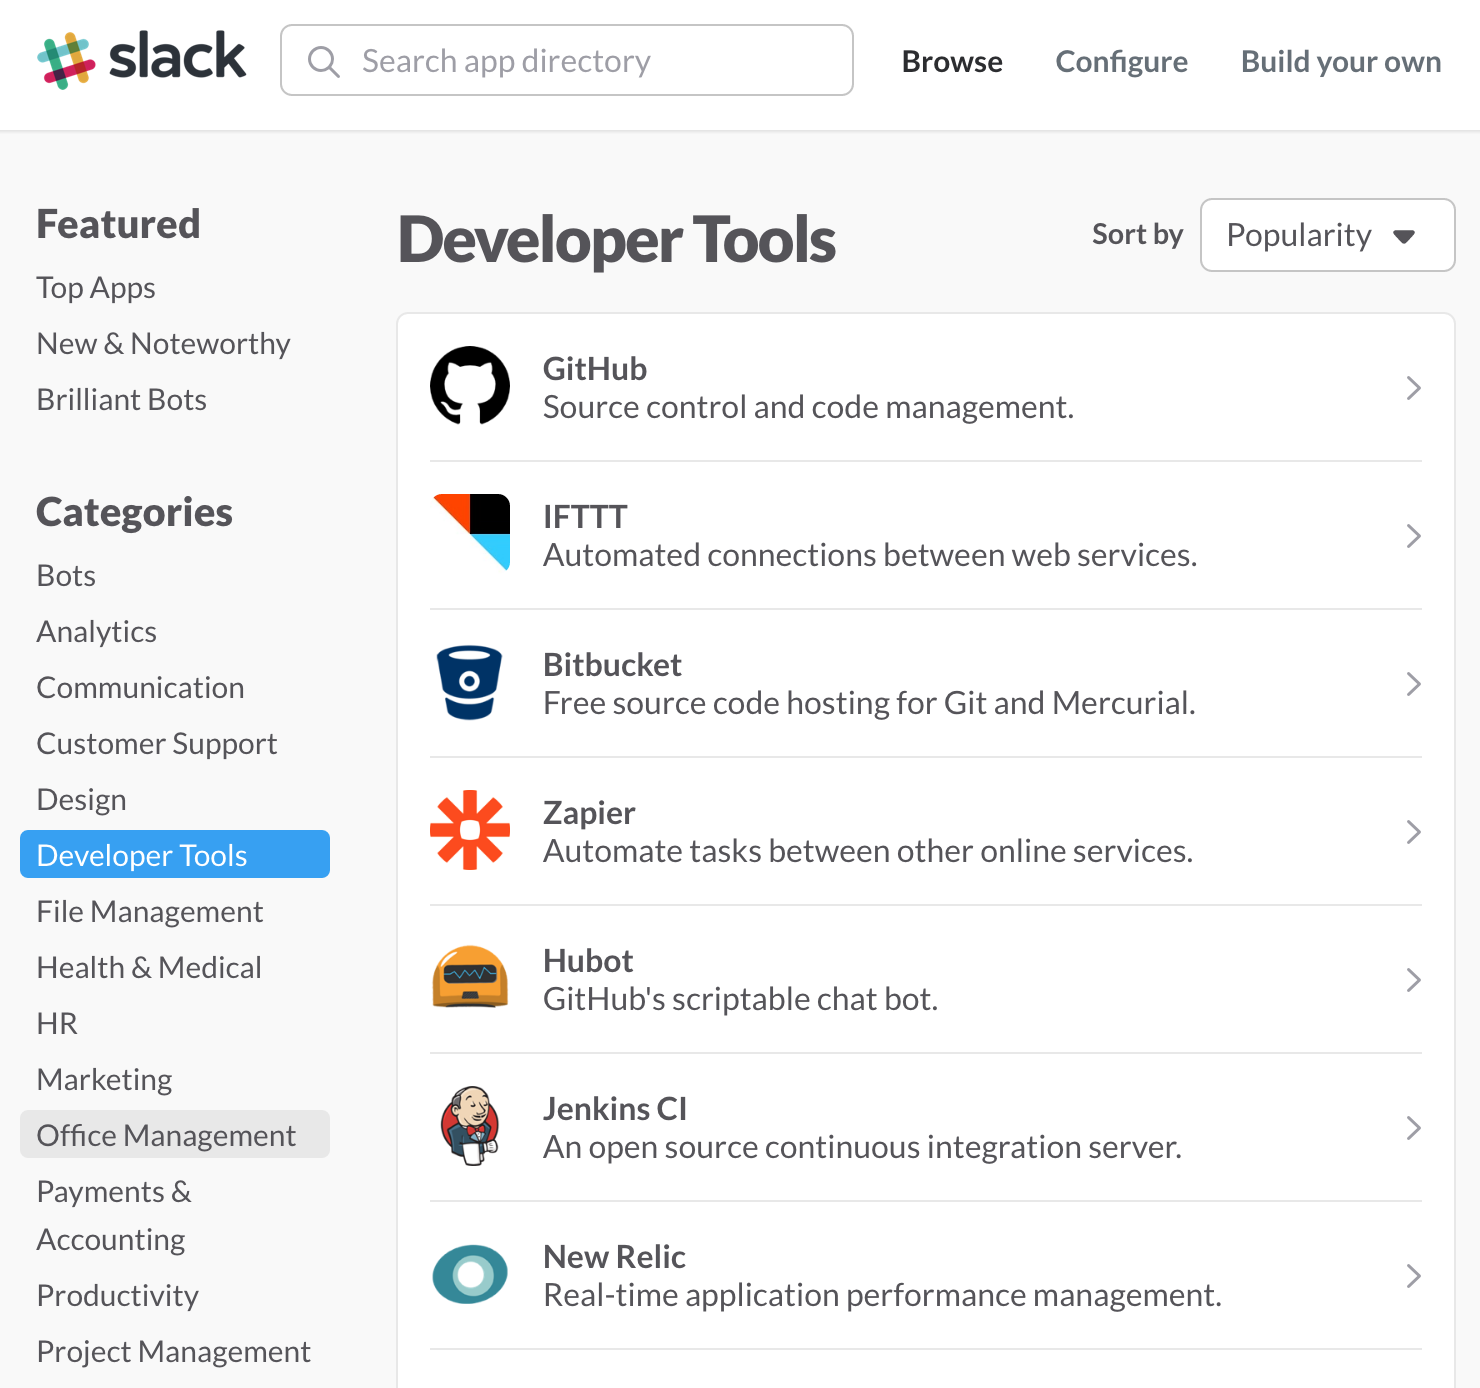 slack
Search app directory
Browse
Configure
Build your own
Featured
Top Apps
New & Noteworthy
Brilliant Bots
Categories
Bots
Analytics
Communication
Customer Support
Design
Developer Tools
File Management
Health & Medical
HR
Marketing
Office Management
Payments &
Accounting
Productivity
Project Management
Developer Tools
Sort by
Popularity
GitHub
Source control and code management.
IFTTT
Automated connections between web services.
Bitbucket
Free source code hosting for Git and Mercurial.
Zapier
Automate tasks between other online services.
Hubot
GitHub's scriptable chat bot.
Jenkins CI
An open source continuous integration server.
New Relic
Real-time application performance management.